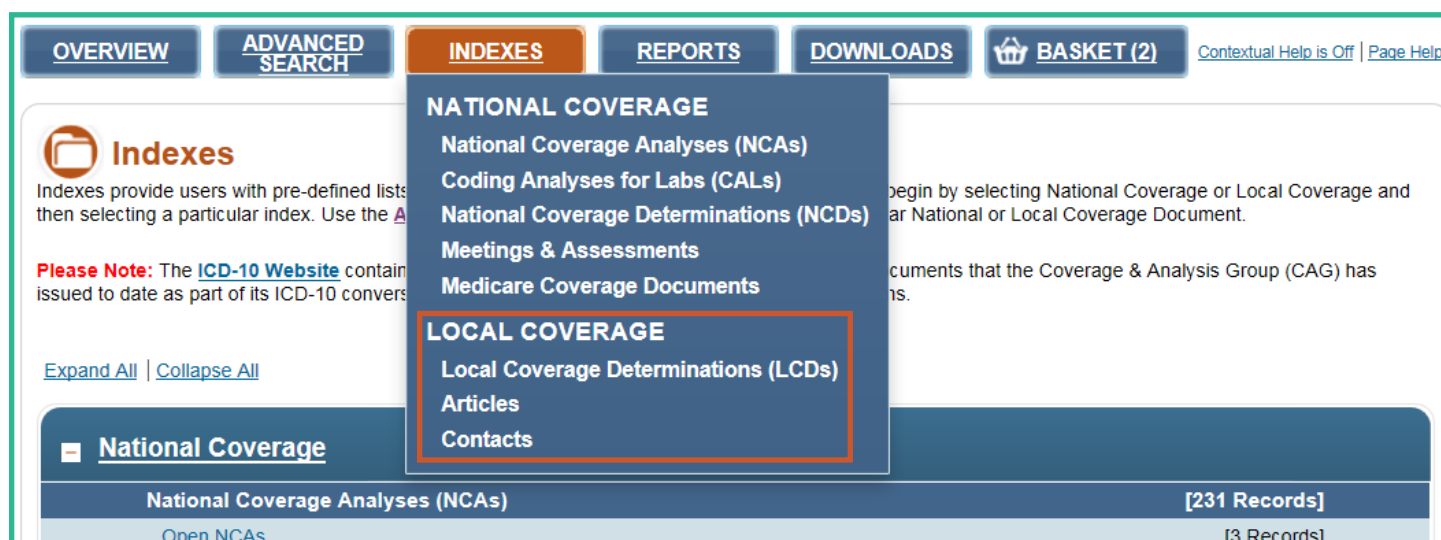 OVERVIEW
ADVANCED
SEARCH
INDEXES
REPORTS
DOWNLOADS
BASKET (2)
Contextual Help is Off | Page Help
NATIONAL COVERAGE
National Coverage Analyses (NCAs)
Coding Analyses for Labs (CALs)
National Coverage Determinations (NCDs)
Meetings & Assessments
Medicare Coverage Documents
LOCAL COVERAGE
Local Coverage Determinations (LCDs)
Articles
Contacts
Indexes
Indexes provide users with pre-defined lists begin by selecting National Coverage or Local Coverage and
then selecting a particular index. Use the A ar National or Local Coverage Document.
Please Note: The ICD-10 Website contain cuments that the Coverage & Analysis Group (CAG) has
issued to date as part of its ICD-10 convers ns.
Expand All | Collapse All
National Coverage
National Coverage Analyses (NCAs) [231 Records]
Open NCAs [3 Records]